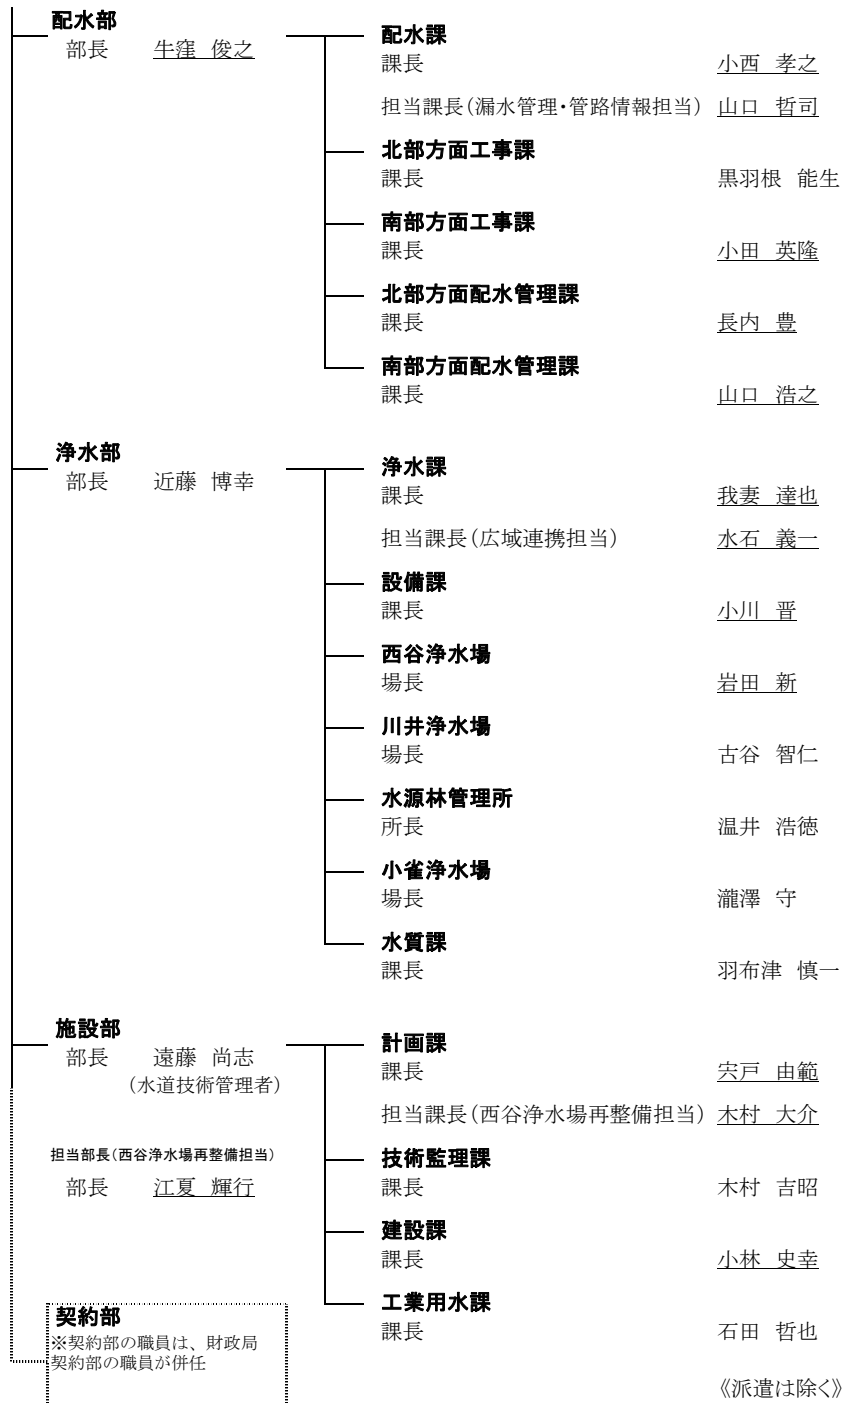 配水部
部長 牛窪 俊之
配水課
課長 小西 孝之
担当課長（漏水管理・管路情報担当） 山口 哲司
北部方面工事課
課長 黒羽根 能生
南部方面工事課
課長 小田 英隆
北部方面配水管理課
課長 長内 豊
南部方面配水管理課
課長 山口 浩之
浄水部
部長 近藤 博幸
浄水課
課長 我妻 達也
担当課長（広域連携担当） 水石 義一
設備課
課長 小川 晋
西谷浄水場
場長 岩田 新
川井浄水場
場長 古谷 智仁
水源林管理所
所長 温井 浩徳
小雀浄水場
場長 瀧澤 守
水質課
課長 羽布津 慎一
施設部
部長 遠藤 尚志
（水道技術管理者）
担当部長（西谷浄水場再整備担当）
部長 江夏 輝行
計画課
課長 宍戸 由範
担当課長（西谷浄水場再整備担当） 木村 大介
技術監理課
課長 木村 吉昭
建設課
課長 小林 史幸
工業用水課
課長 石田 哲也
契約部
※契約部の職員は、財政局
契約部の職員が併任
《派遣は除く》